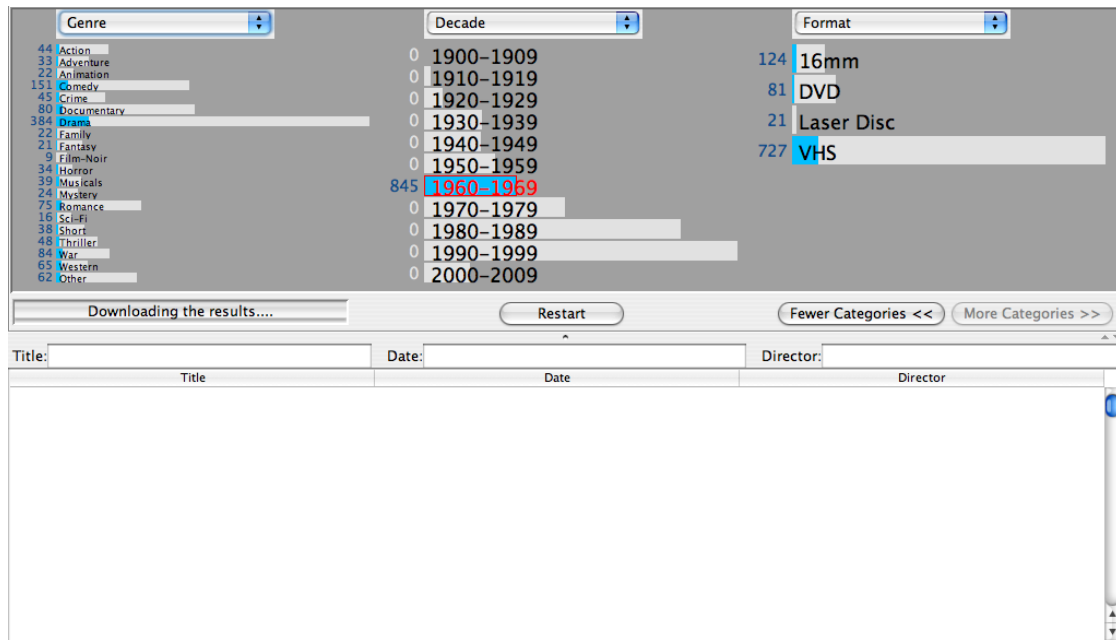 Genre
44 Action
33 Adventure
22 Animation
151 Comedy
45 Crime
80 Documentary
384 Drama
22 Family
21 Fantasy
9 Film-Noir
34 Horror
39 Musicals
24 Mystery
75 Romance
16 Sci-Fi
38 Short
48 Thriller
84 War
65 Western
62 Other
Decade
0 1900-1909
0 1910-1919
0 1920-1929
0 1930-1939
0 1940-1949
0 1950-1959
845 1960-1969
0 1970-1979
0 1980-1989
0 1990-1999
0 2000-2009
Format
124 16mm
81 DVD
21 Laser Disc
727 VHS
Downloading the results....
Restart
Fewer Categories <<
More Categories >>
Title:
Date:
Director:
Title
Date
Director